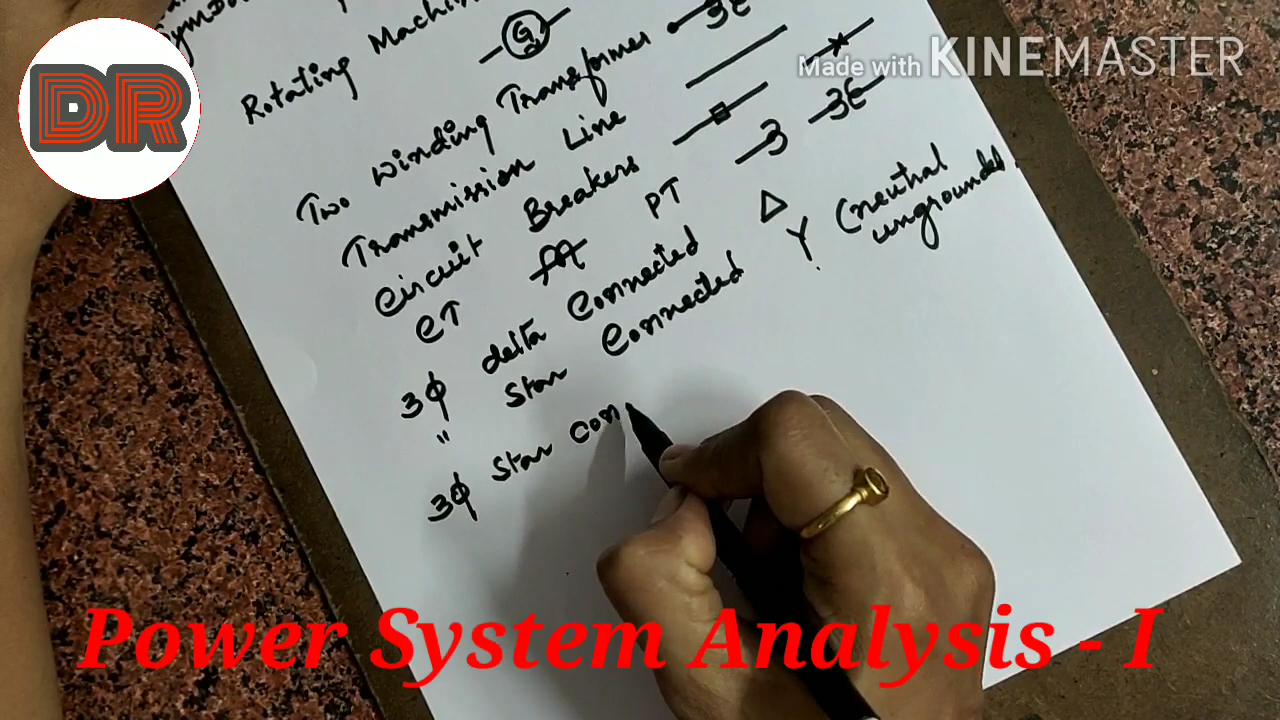 DR
Made with KINEMASTER
Rotating Machin
G
Two Winding Transformer
Transmission Line
Circuit Breakers
CT PT
3φ delta Connected Δ
" Star Connected Y (neutral
ungrounded)
3φ Star con
Power System Analysis - I